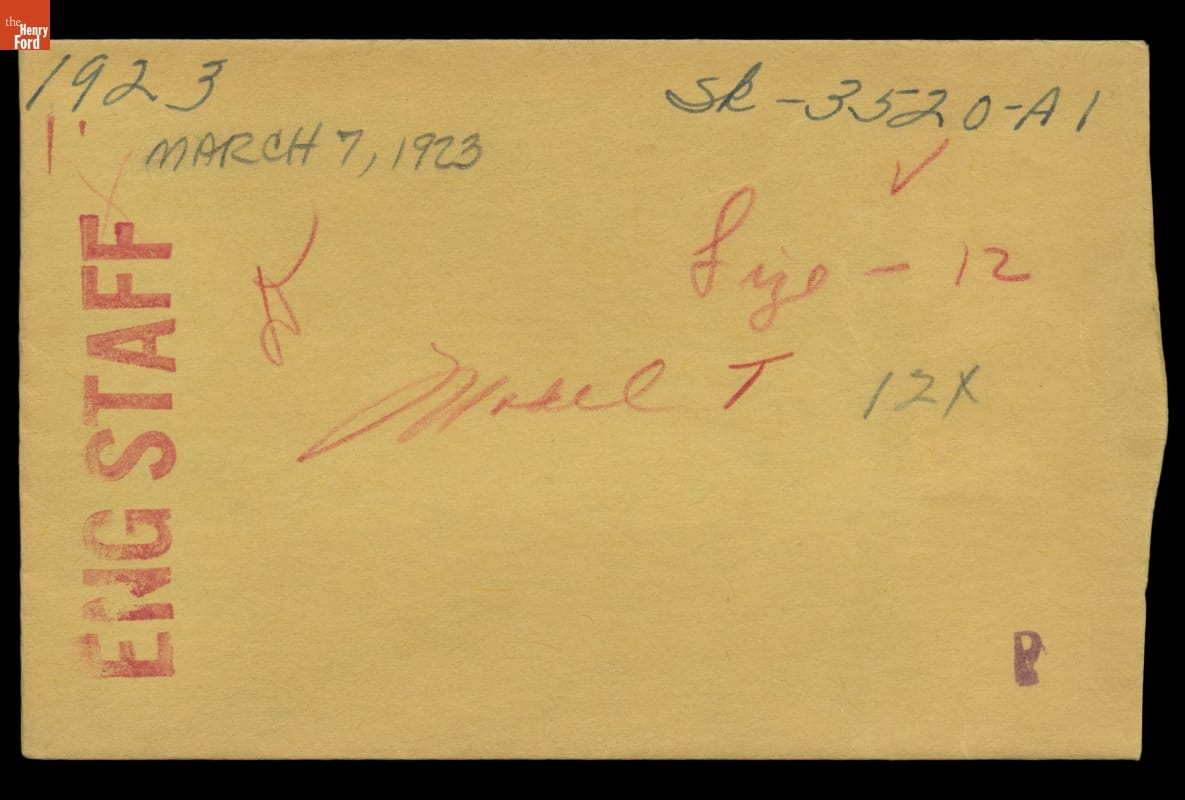 the
Henry
Ford
1923
SK-3520-A1
MARCH 7, 1923
Size - 12
Model T 12X
ENG STAFF